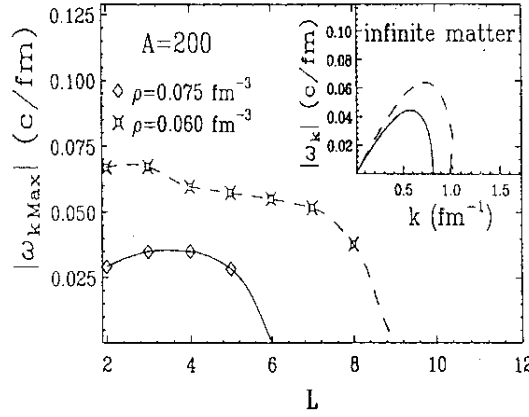 0.125
0.100
0.075
0.050
0.025
|ω_kMax| (c/fm)
A=200
◇ ρ=0.075 fm⁻³
ρ=0.060 fm⁻³
2 4 6 8 10 12
L
infinite matter
0.10
0.08
0.06
0.04
0.02
|ω_k| (c/fm)
0.5 1.0 1.5
k (fm⁻¹)